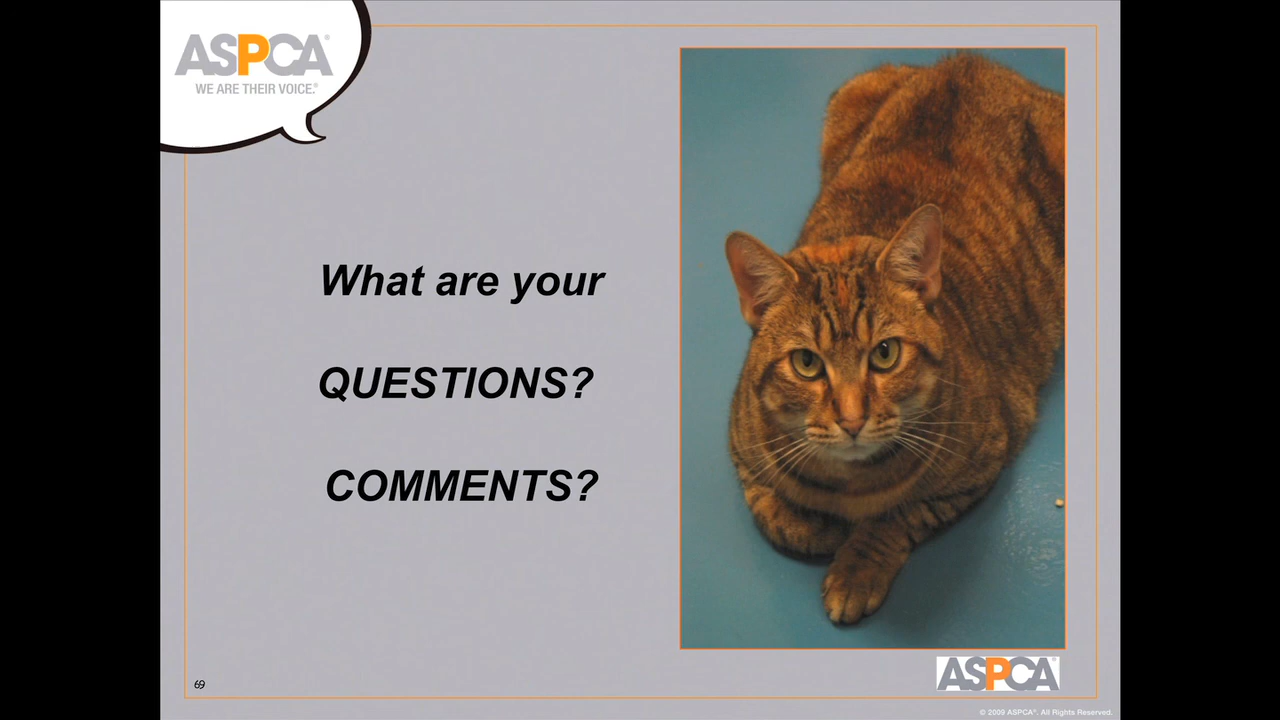 ASPCA®
WE ARE THEIR VOICE.®
What are your
QUESTIONS?
COMMENTS?
69
ASPCA®
© 2009 ASPCA®. All Rights Reserved.